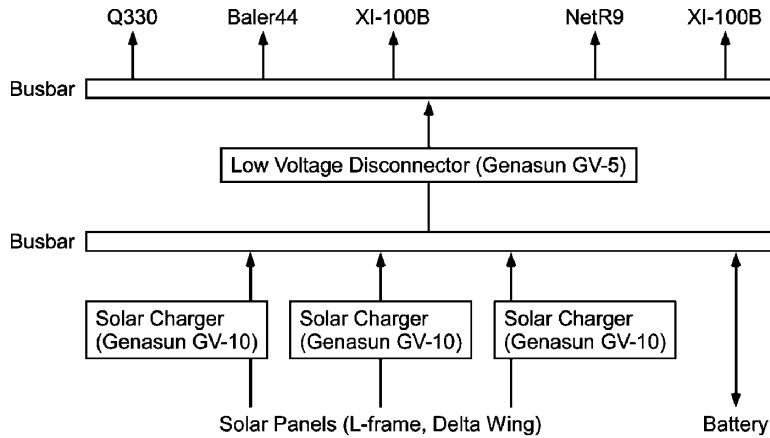 Q330 Baler44 XI-100B NetR9 XI-100B
Busbar
Low Voltage Disconnector (Genasun GV-5)
Busbar
Solar Charger
(Genasun GV-10)
Solar Charger
(Genasun GV-10)
Solar Charger
(Genasun GV-10)
Solar Panels (L-frame, Delta Wing) Battery